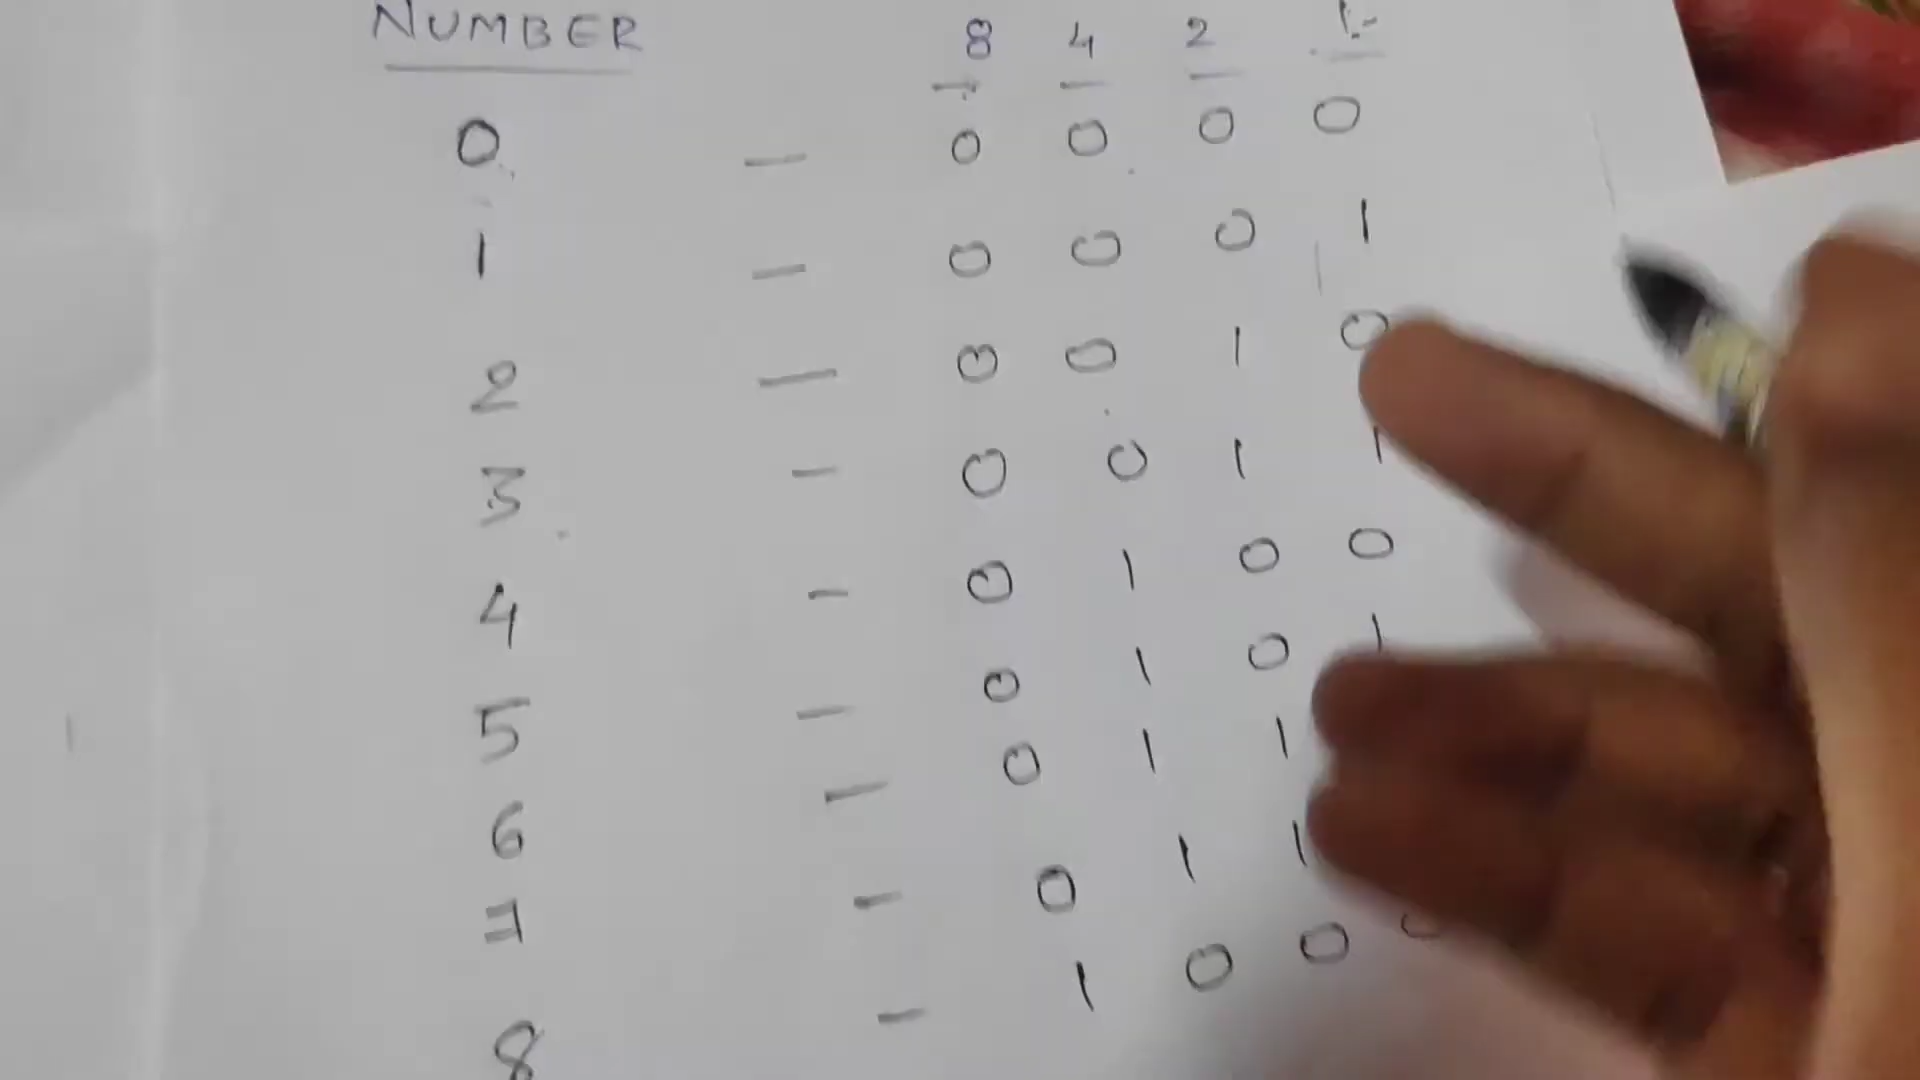 NUMBER 8 4 2 1
0 - 0 0 0 0
1 - 0 0 0 1
2 - 0 0 1 0
3 - 0 0 1 1
4 - 0 1 0 0
5 - 0 1 0 1
6 - 0 1 1
7 - 0 1 1
8 - 1 0 0 0